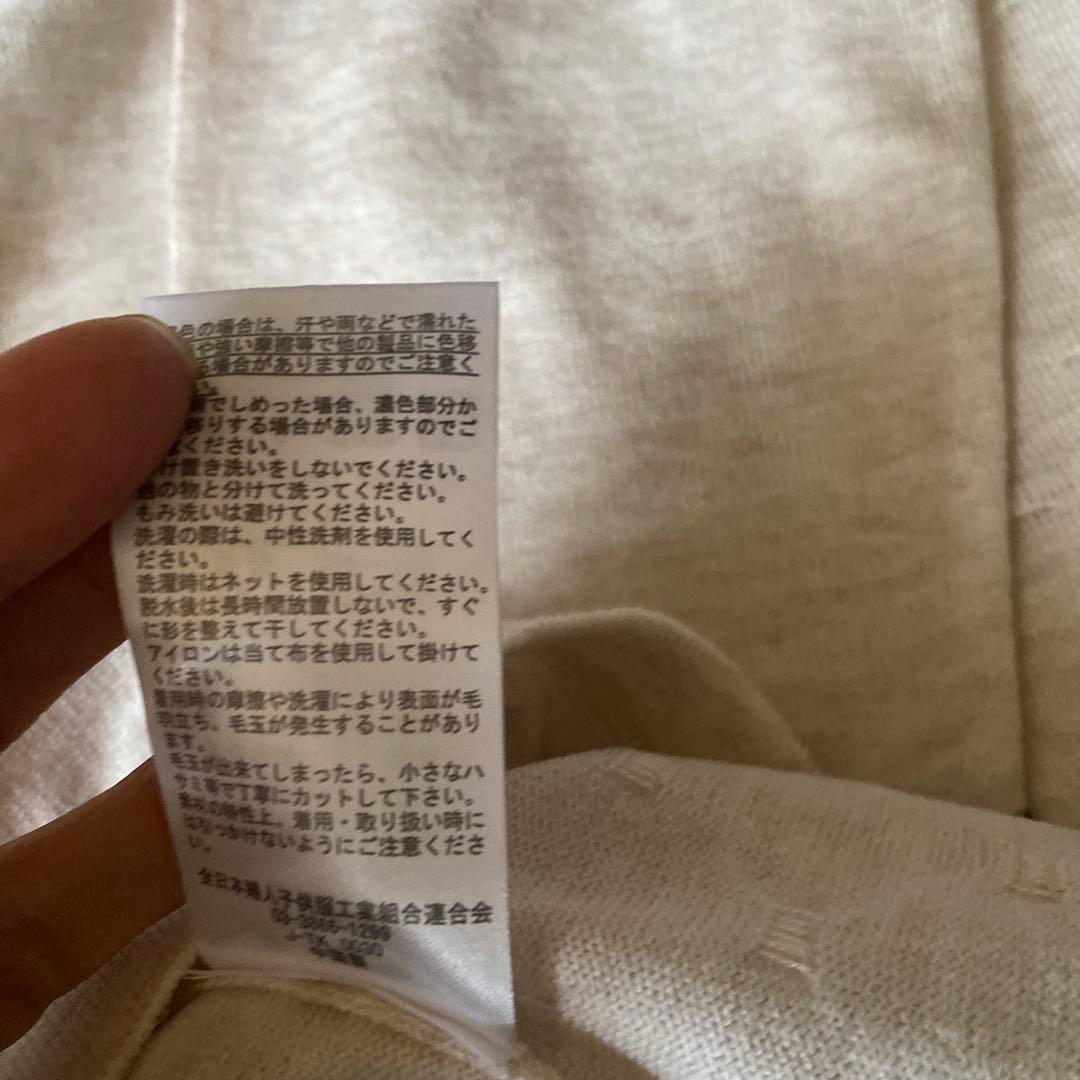 色の場合は、汗や雨などで濡れた
や強い摩擦等で他の製品に色移
る場合がありますのでご注意く
い。
でしめった場合、濃色部分か
移りする場合がありますのでご
ください。
け置き洗いをしないでください。
の物と分けて洗ってください。
もみ洗いは避けてください。
洗濯の際は、中性洗剤を使用してく
ださい。
洗濯時はネットを使用してください。
脱水後は長時間放置しないで、すぐ
に形を整えて干してください。
アイロンは当て布を使用して掛けて
ください。
着用時の摩擦や洗濯により表面が毛
羽立ち、毛玉が発生することがあり
ます。
毛玉が出来てしまったら、小さなハ
サミ等で丁寧にカットして下さい。
の特性上、着用・取り扱い時に
は引っかけないようにご注意くださ
い。
全日本婦人子供服工業組合連合会